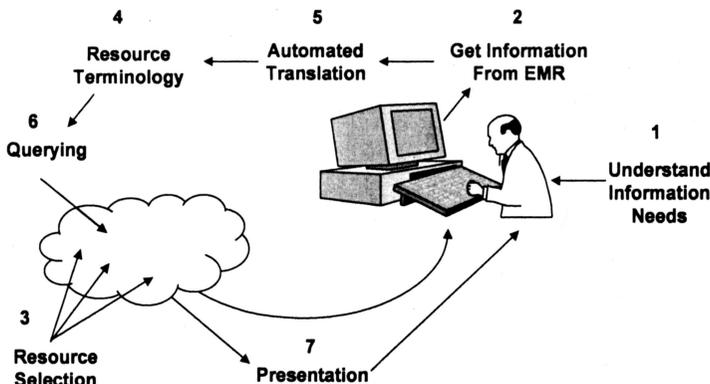 4
Resource
Terminology
5
Automated
Translation
2
Get Information
From EMR
6
Querying
1
Understand
Information
Needs
3
Resource
Selection
7
Presentation